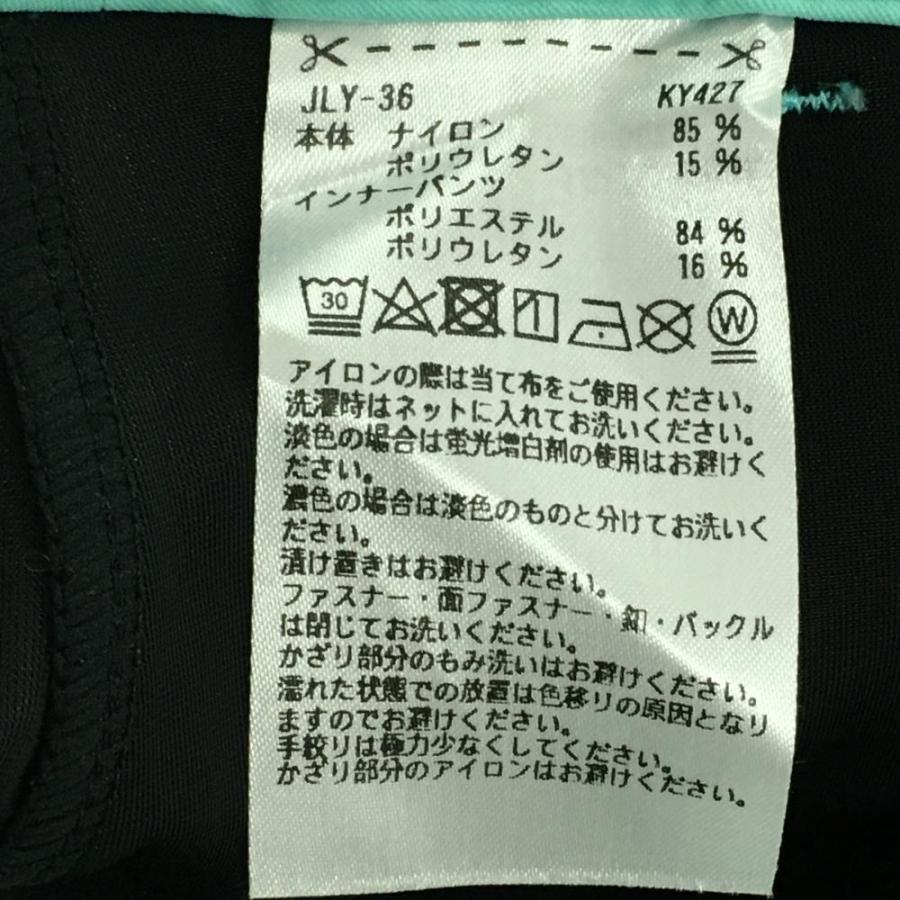 JLY-36 KY427
本体 ナイロン 85 %
ポリウレタン 15 %
インナーパンツ
ポリエステル 84 %
ポリウレタン 16 %
30 W
アイロンの際は当て布をご使用ください。
洗濯時はネットに入れてお洗いください。
淡色の場合は蛍光増白剤の使用はお避けく
ださい。
濃色の場合は淡色のものと分けてお洗いく
ださい。
漬け置きはお避けください。
ファスナー・面ファスナー・釦・バックル
は閉じてお洗いください。
かざり部分のもみ洗いはお避けください。
濡れた状態での放置は色移りの原因となり
ますのでお避けください。
手絞りは極力少なくしてください。
かざり部分のアイロンはお避けください。